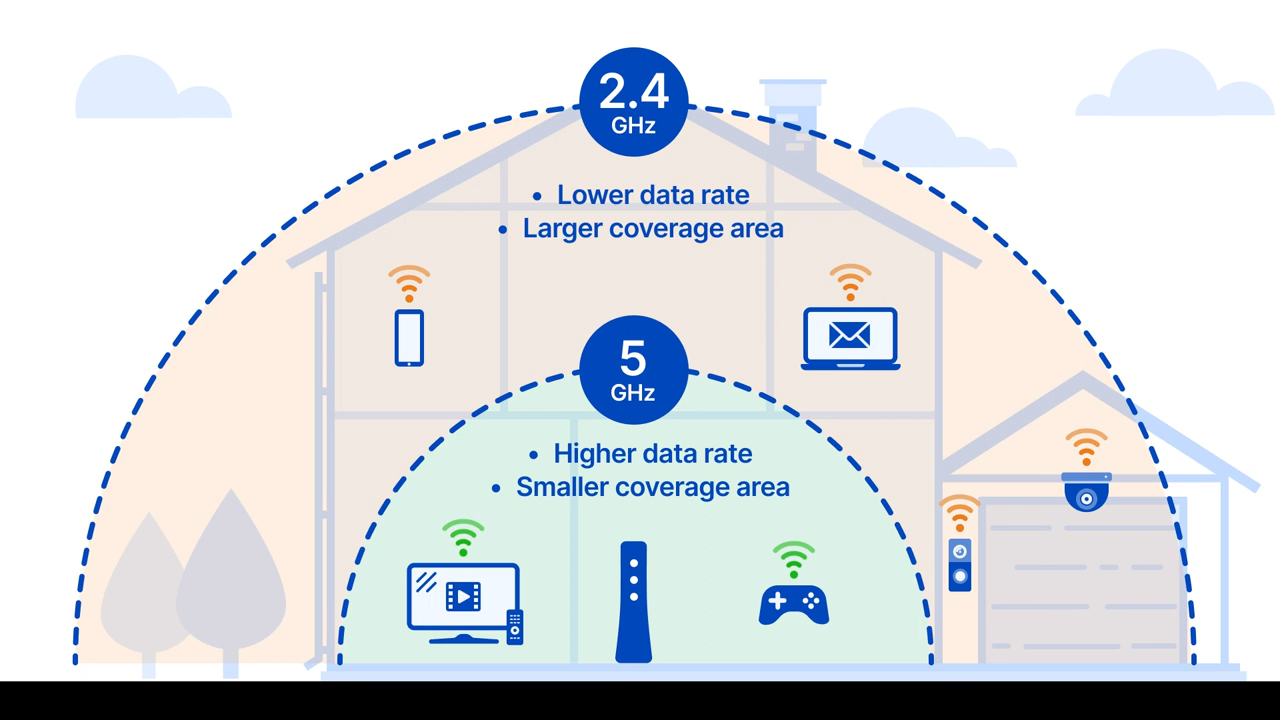 2.4
GHz
• Lower data rate
• Larger coverage area
5
GHz
• Higher data rate
• Smaller coverage area